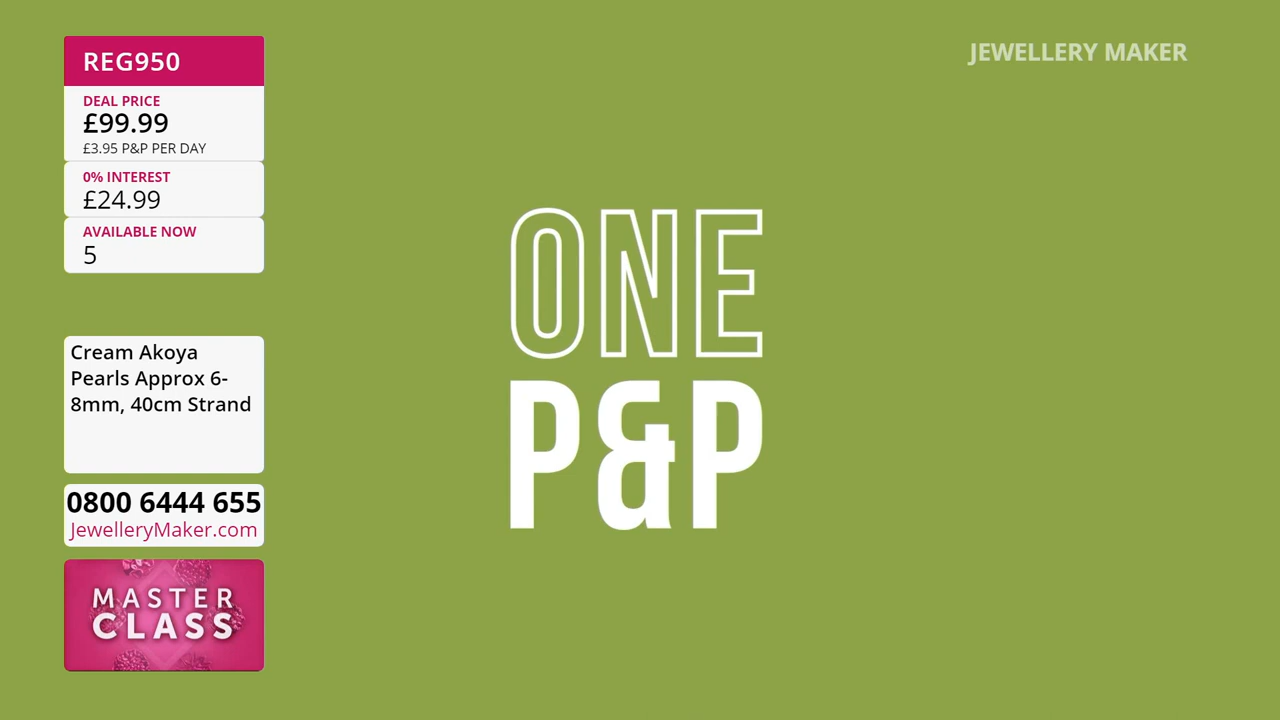 REG950
DEAL PRICE
£99.99
£3.95 P&P PER DAY
0% INTEREST
£24.99
AVAILABLE NOW
5
Cream Akoya
Pearls Approx 6-
8mm, 40cm Strand
0800 6444 655
JewelleryMaker.com
MASTER
CLASS
JEWELLERY MAKER
ONE
P&P